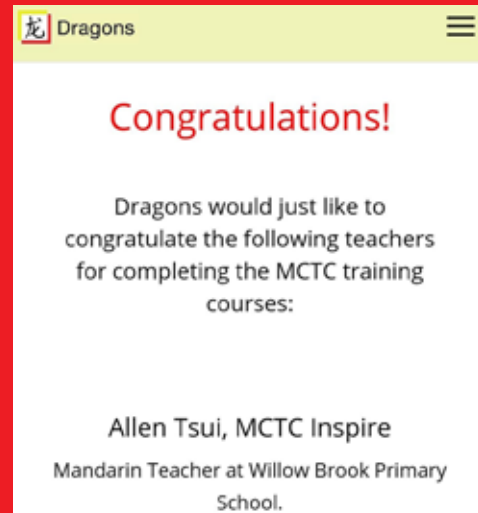 龙 Dragons
Congratulations!
Dragons would just like to
congratulate the following teachers
for completing the MCTC training
courses:
Allen Tsui, MCTC Inspire
Mandarin Teacher at Willow Brook Primary
School.